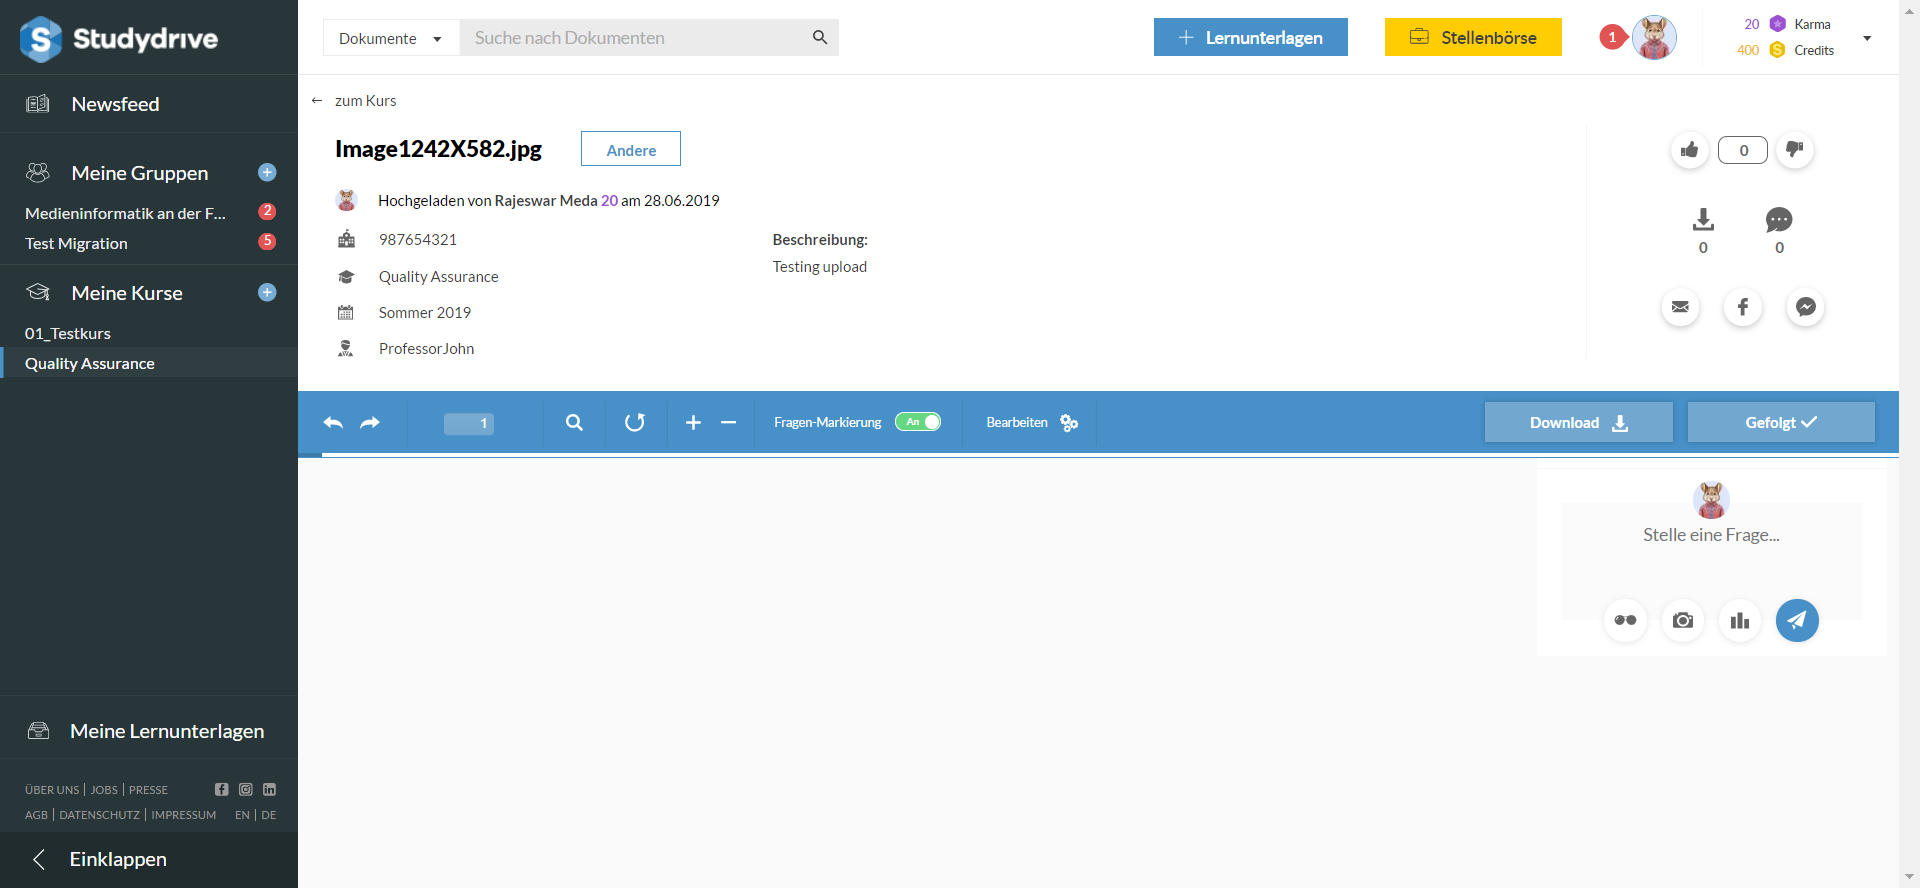 Studydrive
Dokumente
Suche nach Dokumenten
Lernunterlagen
Stellenbörse
1
20 Karma
400 Credits
Newsfeed
Meine Gruppen
Medieninformatik an der F... 2
Test Migration 5
Meine Kurse
01_Testkurs
Quality Assurance
Meine Lernunterlagen
ÜBER UNS | JOBS | PRESSE
AGB | DATENSCHUTZ | IMPRESSUM EN | DE
Einklappen
← zum Kurs
Image1242X582.jpg Andere
Hochgeladen von Rajeswar Meda 20 am 28.06.2019
987654321
Quality Assurance
Sommer 2019
ProfessorJohn
Beschreibung:
Testing upload
0
0 0
1
Fragen-Markierung An
Bearbeiten
Download
Gefolgt
Stelle eine Frage...